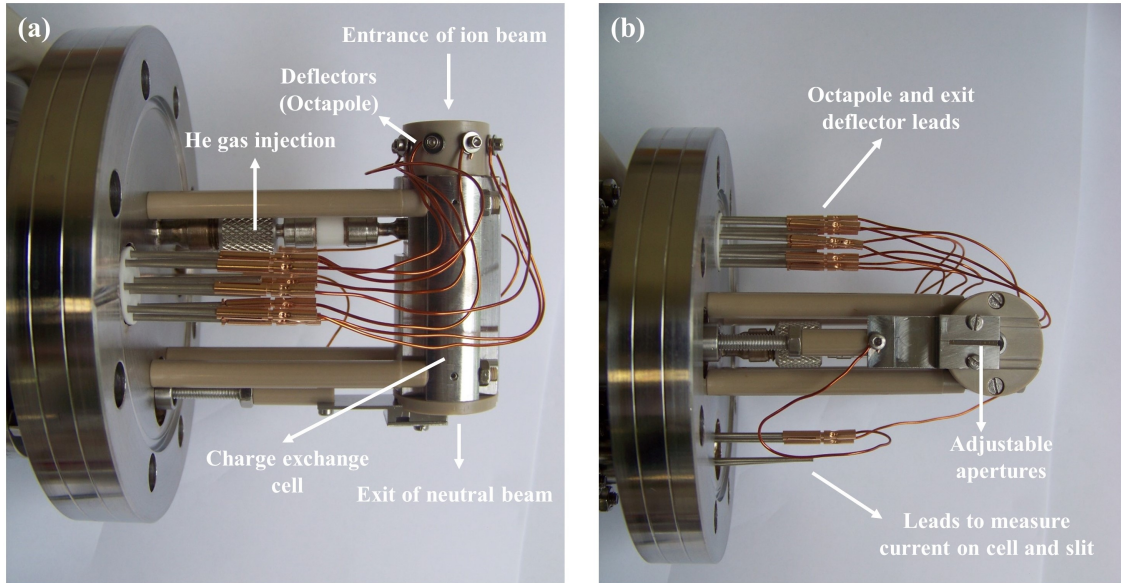 (a)
Entrance of ion beam
Deflectors
(Octapole)
He gas injection
Charge exchange
cell
Exit of neutral beam
(b)
Octapole and exit
deflector leads
Adjustable
apertures
Leads to measure
current on cell and slit